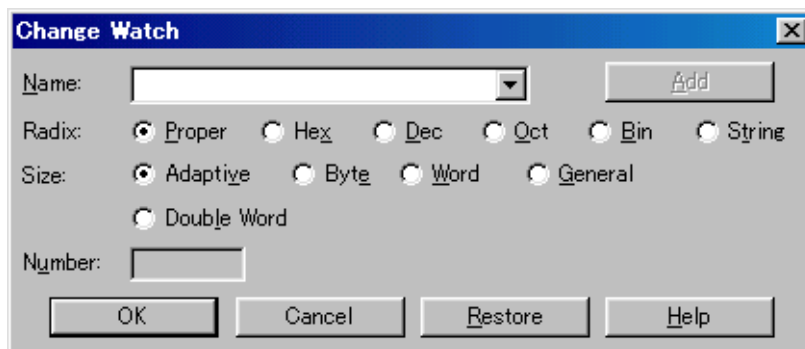 Change Watch
Name: Add
Radix: Proper Hex Dec Oct Bin String
Size: Adaptive Byte Word General
Double Word
Number:
OK Cancel Restore Help